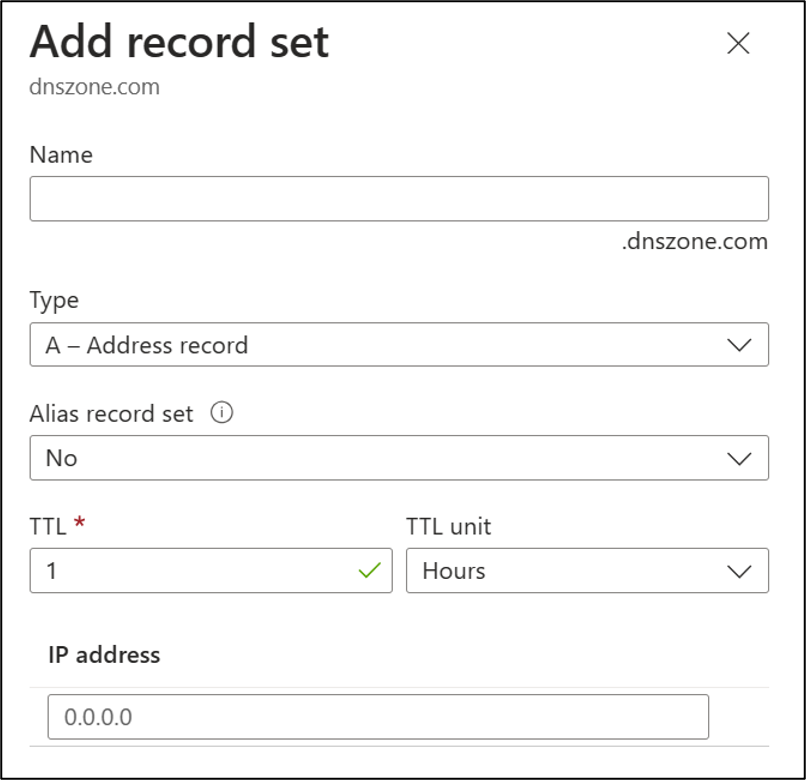 Add record set
dnszone.com
Name
.dnszone.com
Type
A – Address record
Alias record set
No
TTL * TTL unit
1 Hours
IP address
0.0.0.0